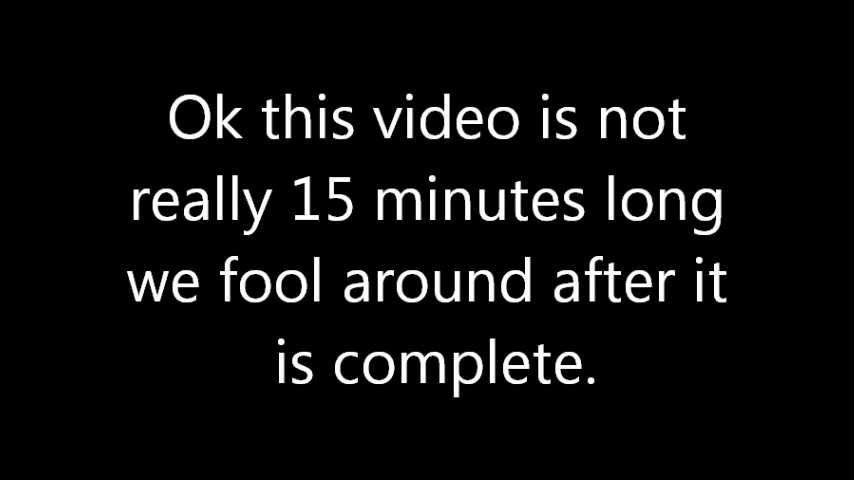 Ok this video is not
really 15 minutes long
we fool around after it
is complete.